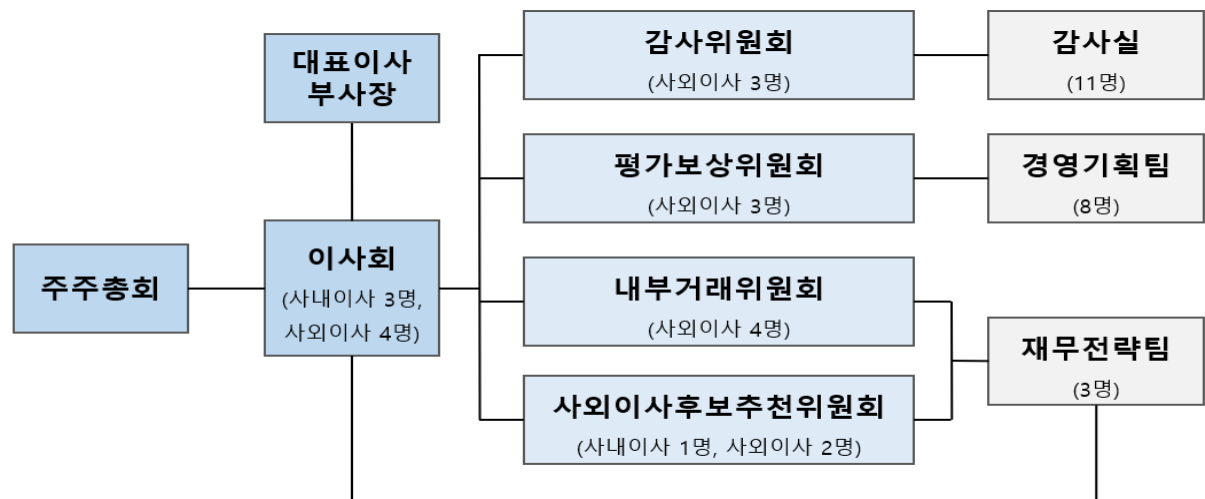 주주총회
대표이사
부사장
이사회
(사내이사 3명,
사외이사 4명)
감사위원회
(사외이사 3명)
감사실
(11명)
평가보상위원회
(사외이사 3명)
경영기획팀
(8명)
내부거래위원회
(사외이사 4명)
사외이사후보추천위원회
(사내이사 1명, 사외이사 2명)
재무전략팀
(3명)